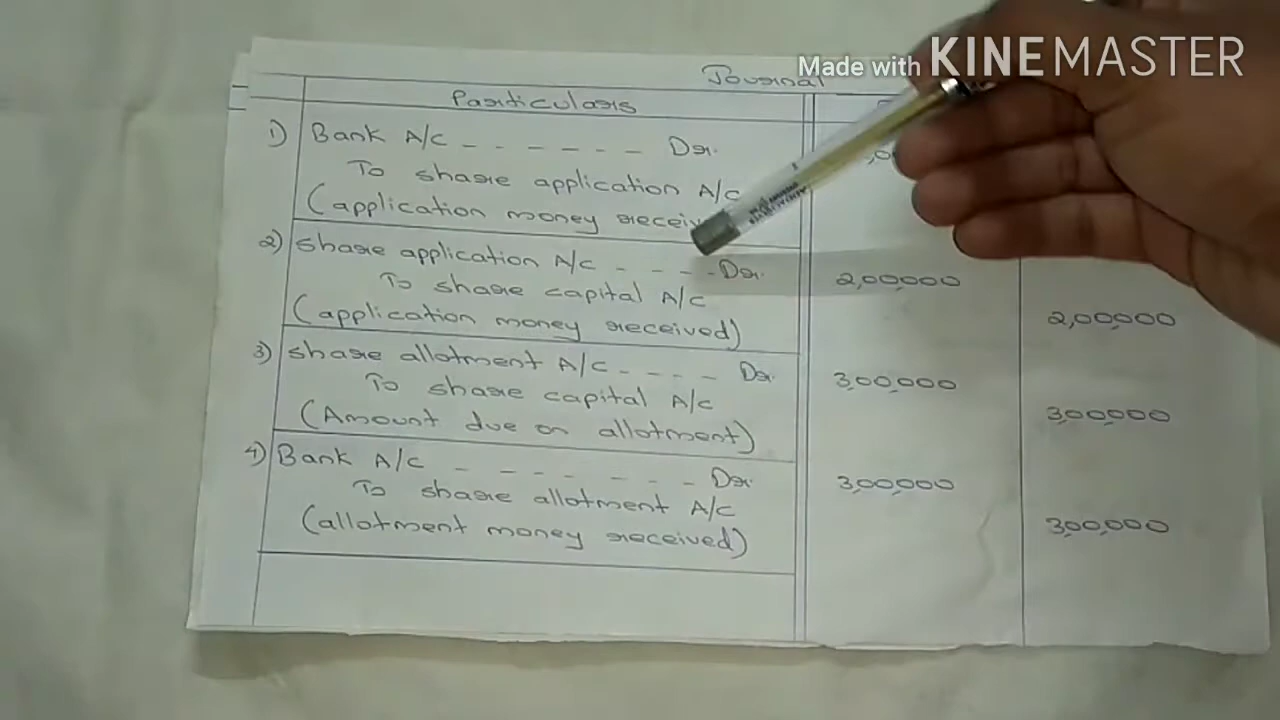 Made with KINEMASTER
Journal
Particulars
1) Bank A/c - - - - - - Dr.
To share application A/c
(application money
2) Share application A/c - - - - Dr. 2,00,000
To share capital A/c 2,00,000
(application money received)
3) share allotment A/c - - - - Dr. 3,00,000
To share capital A/c 3,00,000
(Amount due on allotment)
4) Bank A/c - - - - - - - Dr. 3,00,000
To share allotment A/c 3,00,000
(allotment money received)